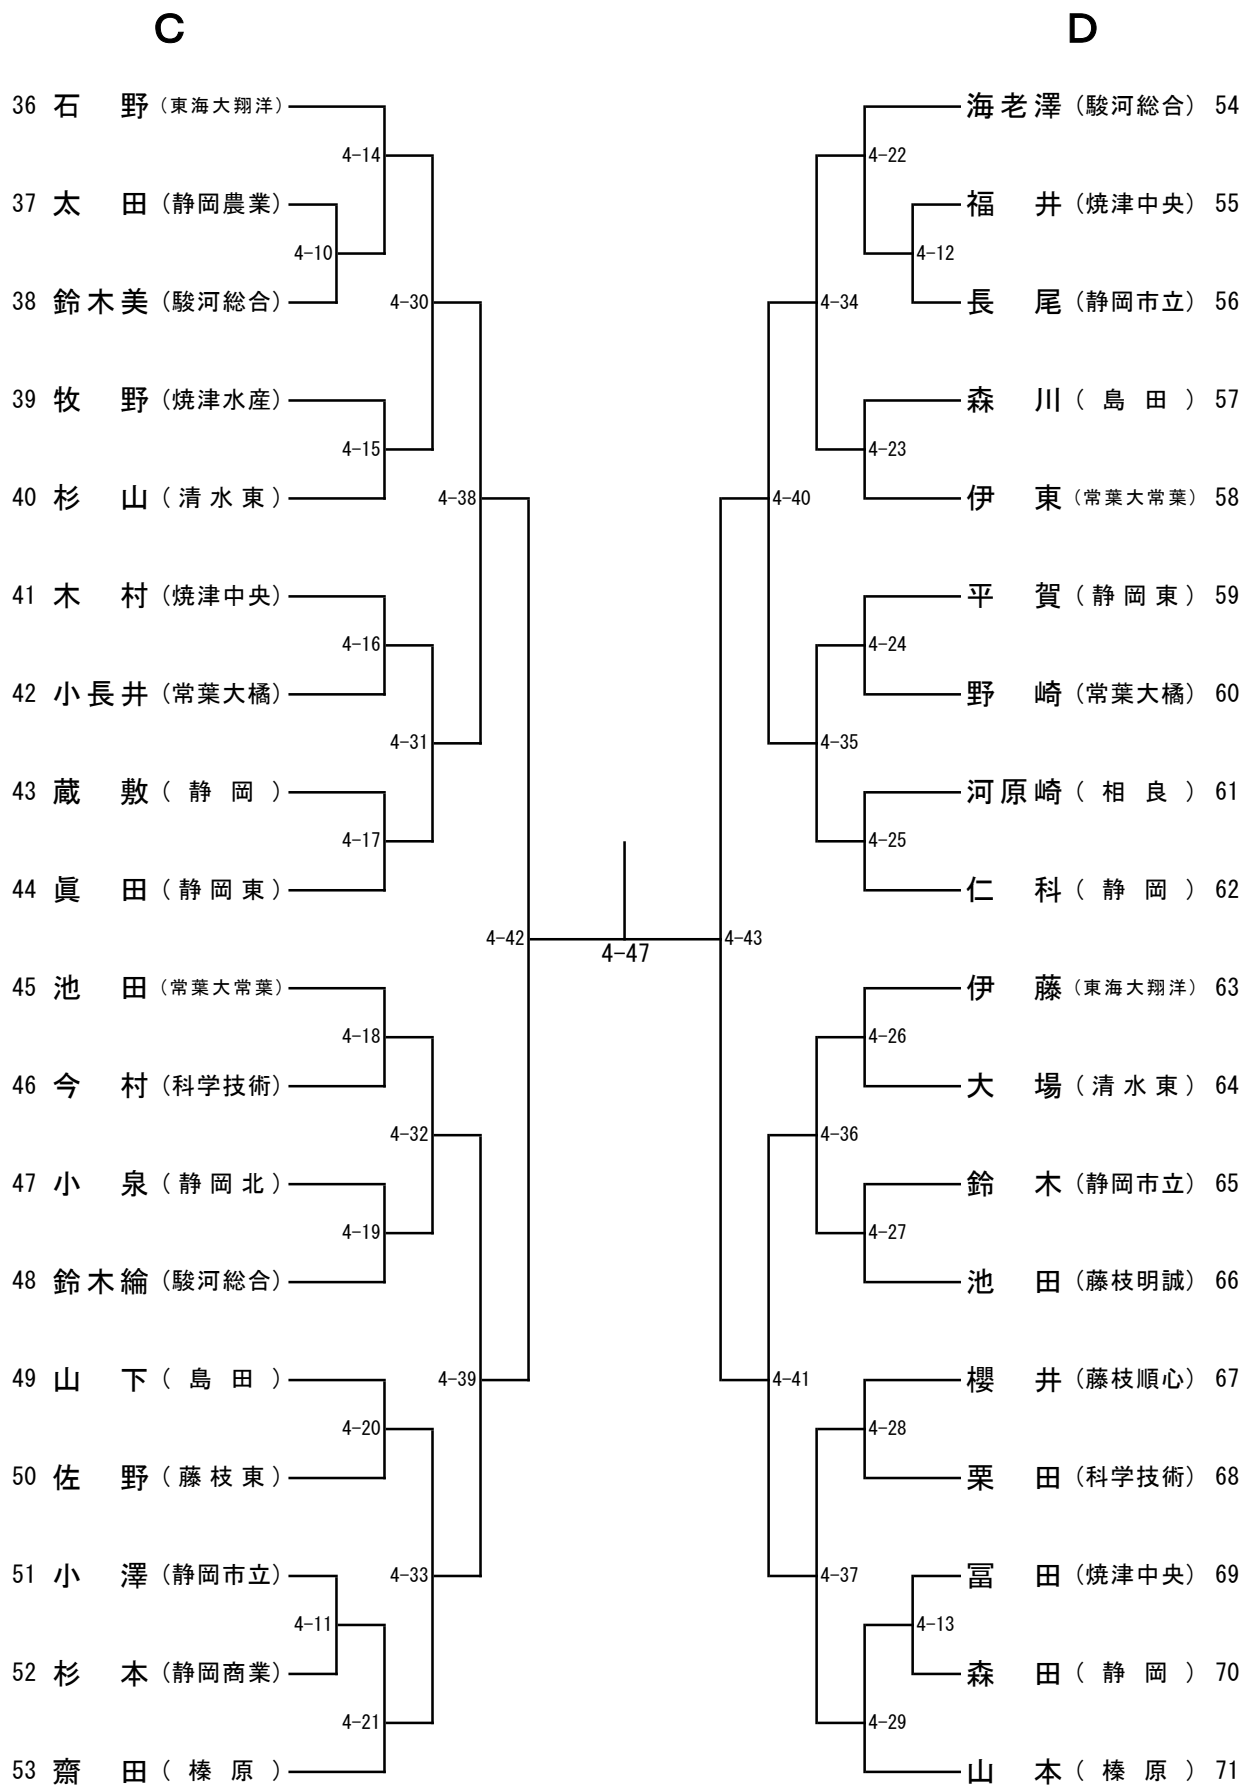 C D
36 石野 (東海大翔洋) 海老澤 (駿河総合) 54
4-14 4-22
37 太田 (静岡農業) 福井 (焼津中央) 55
4-10 4-12
38 鈴木美 (駿河総合) 4-30 4-34 長尾 (静岡市立) 56
39 牧野 (焼津水産) 森川 (島田) 57
4-15 4-23
40 杉山 (清水東) 4-38 4-40 伊東 (常葉大常葉) 58
41 木村 (焼津中央) 平賀 (静岡東) 59
4-16 4-24
42 小長井 (常葉大橘) 野崎 (常葉大橘) 60
4-31 4-35
43 蔵敷 (静岡) 河原崎 (相良) 61
4-17 4-25
44 眞田 (静岡東) 仁科 (静岡) 62
4-42 4-43
4-47
45 池田 (常葉大常葉) 伊藤 (東海大翔洋) 63
4-18 4-26
46 今村 (科学技術) 大場 (清水東) 64
4-32 4-36
47 小泉 (静岡北) 鈴木 (静岡市立) 65
4-19 4-27
48 鈴木綸 (駿河総合) 池田 (藤枝明誠) 66
49 山下 (島田) 4-39 4-41 櫻井 (藤枝順心) 67
4-20 4-28
50 佐野 (藤枝東) 栗田 (科学技術) 68
51 小澤 (静岡市立) 4-33 4-37 冨田 (焼津中央) 69
4-11 4-13
52 杉本 (静岡商業) 森田 (静岡) 70
4-21 4-29
53 齋田 (榛原) 山本 (榛原) 71